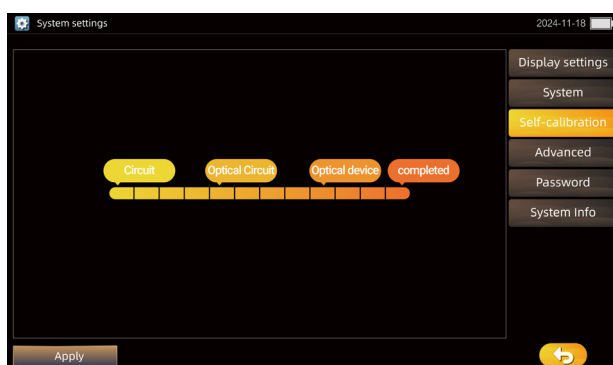 System settings
2024-11-18
Display settings
System
Self-calibration
Advanced
Password
System Info
Circuit
Optical Circuit
Optical device
completed
Apply